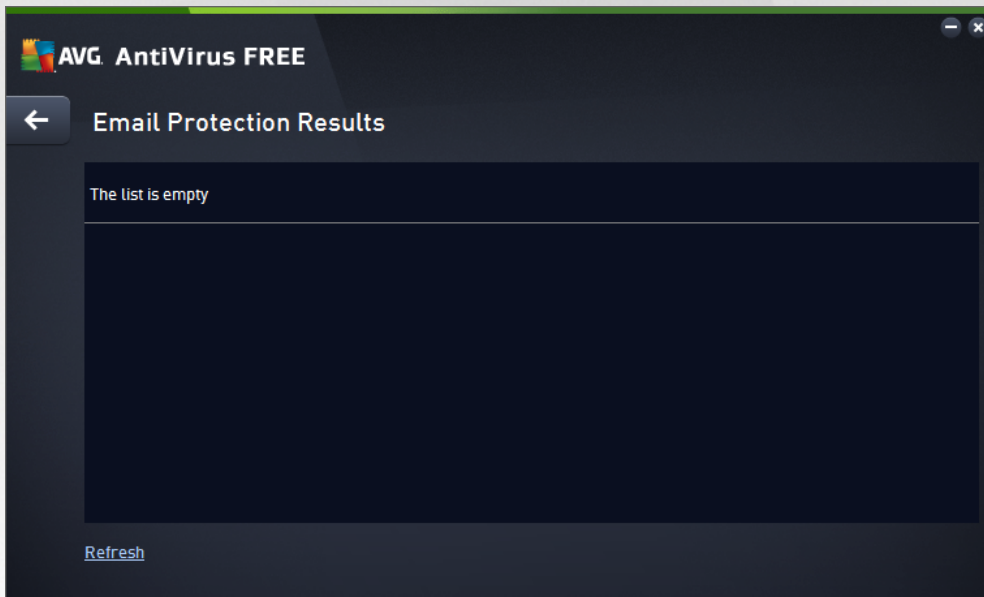 AVG. AntiVirus FREE
Email Protection Results
The list is empty
Refresh